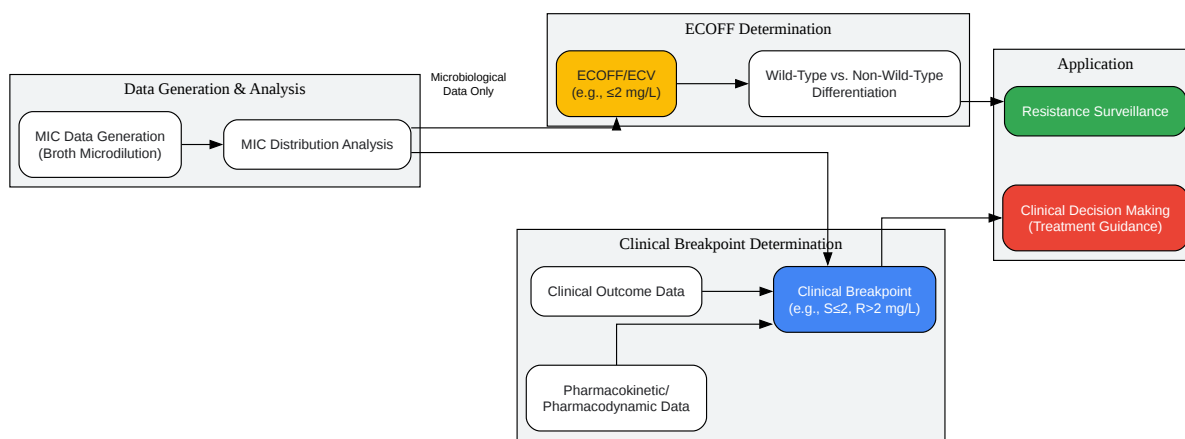 Data Generation & Analysis
MIC Data Generation
(Broth Microdilution)
MIC Distribution Analysis
Microbiological
Data Only
ECOFF Determination
ECOFF/ECV
(e.g., ≤2 mg/L)
Wild-Type vs. Non-Wild-Type
Differentiation
Clinical Breakpoint Determination
Clinical Outcome Data
Clinical Breakpoint
(e.g., S≤2, R>2 mg/L)
Pharmacokinetic/
Pharmacodynamic Data
Application
Resistance Surveillance
Clinical Decision Making
(Treatment Guidance)